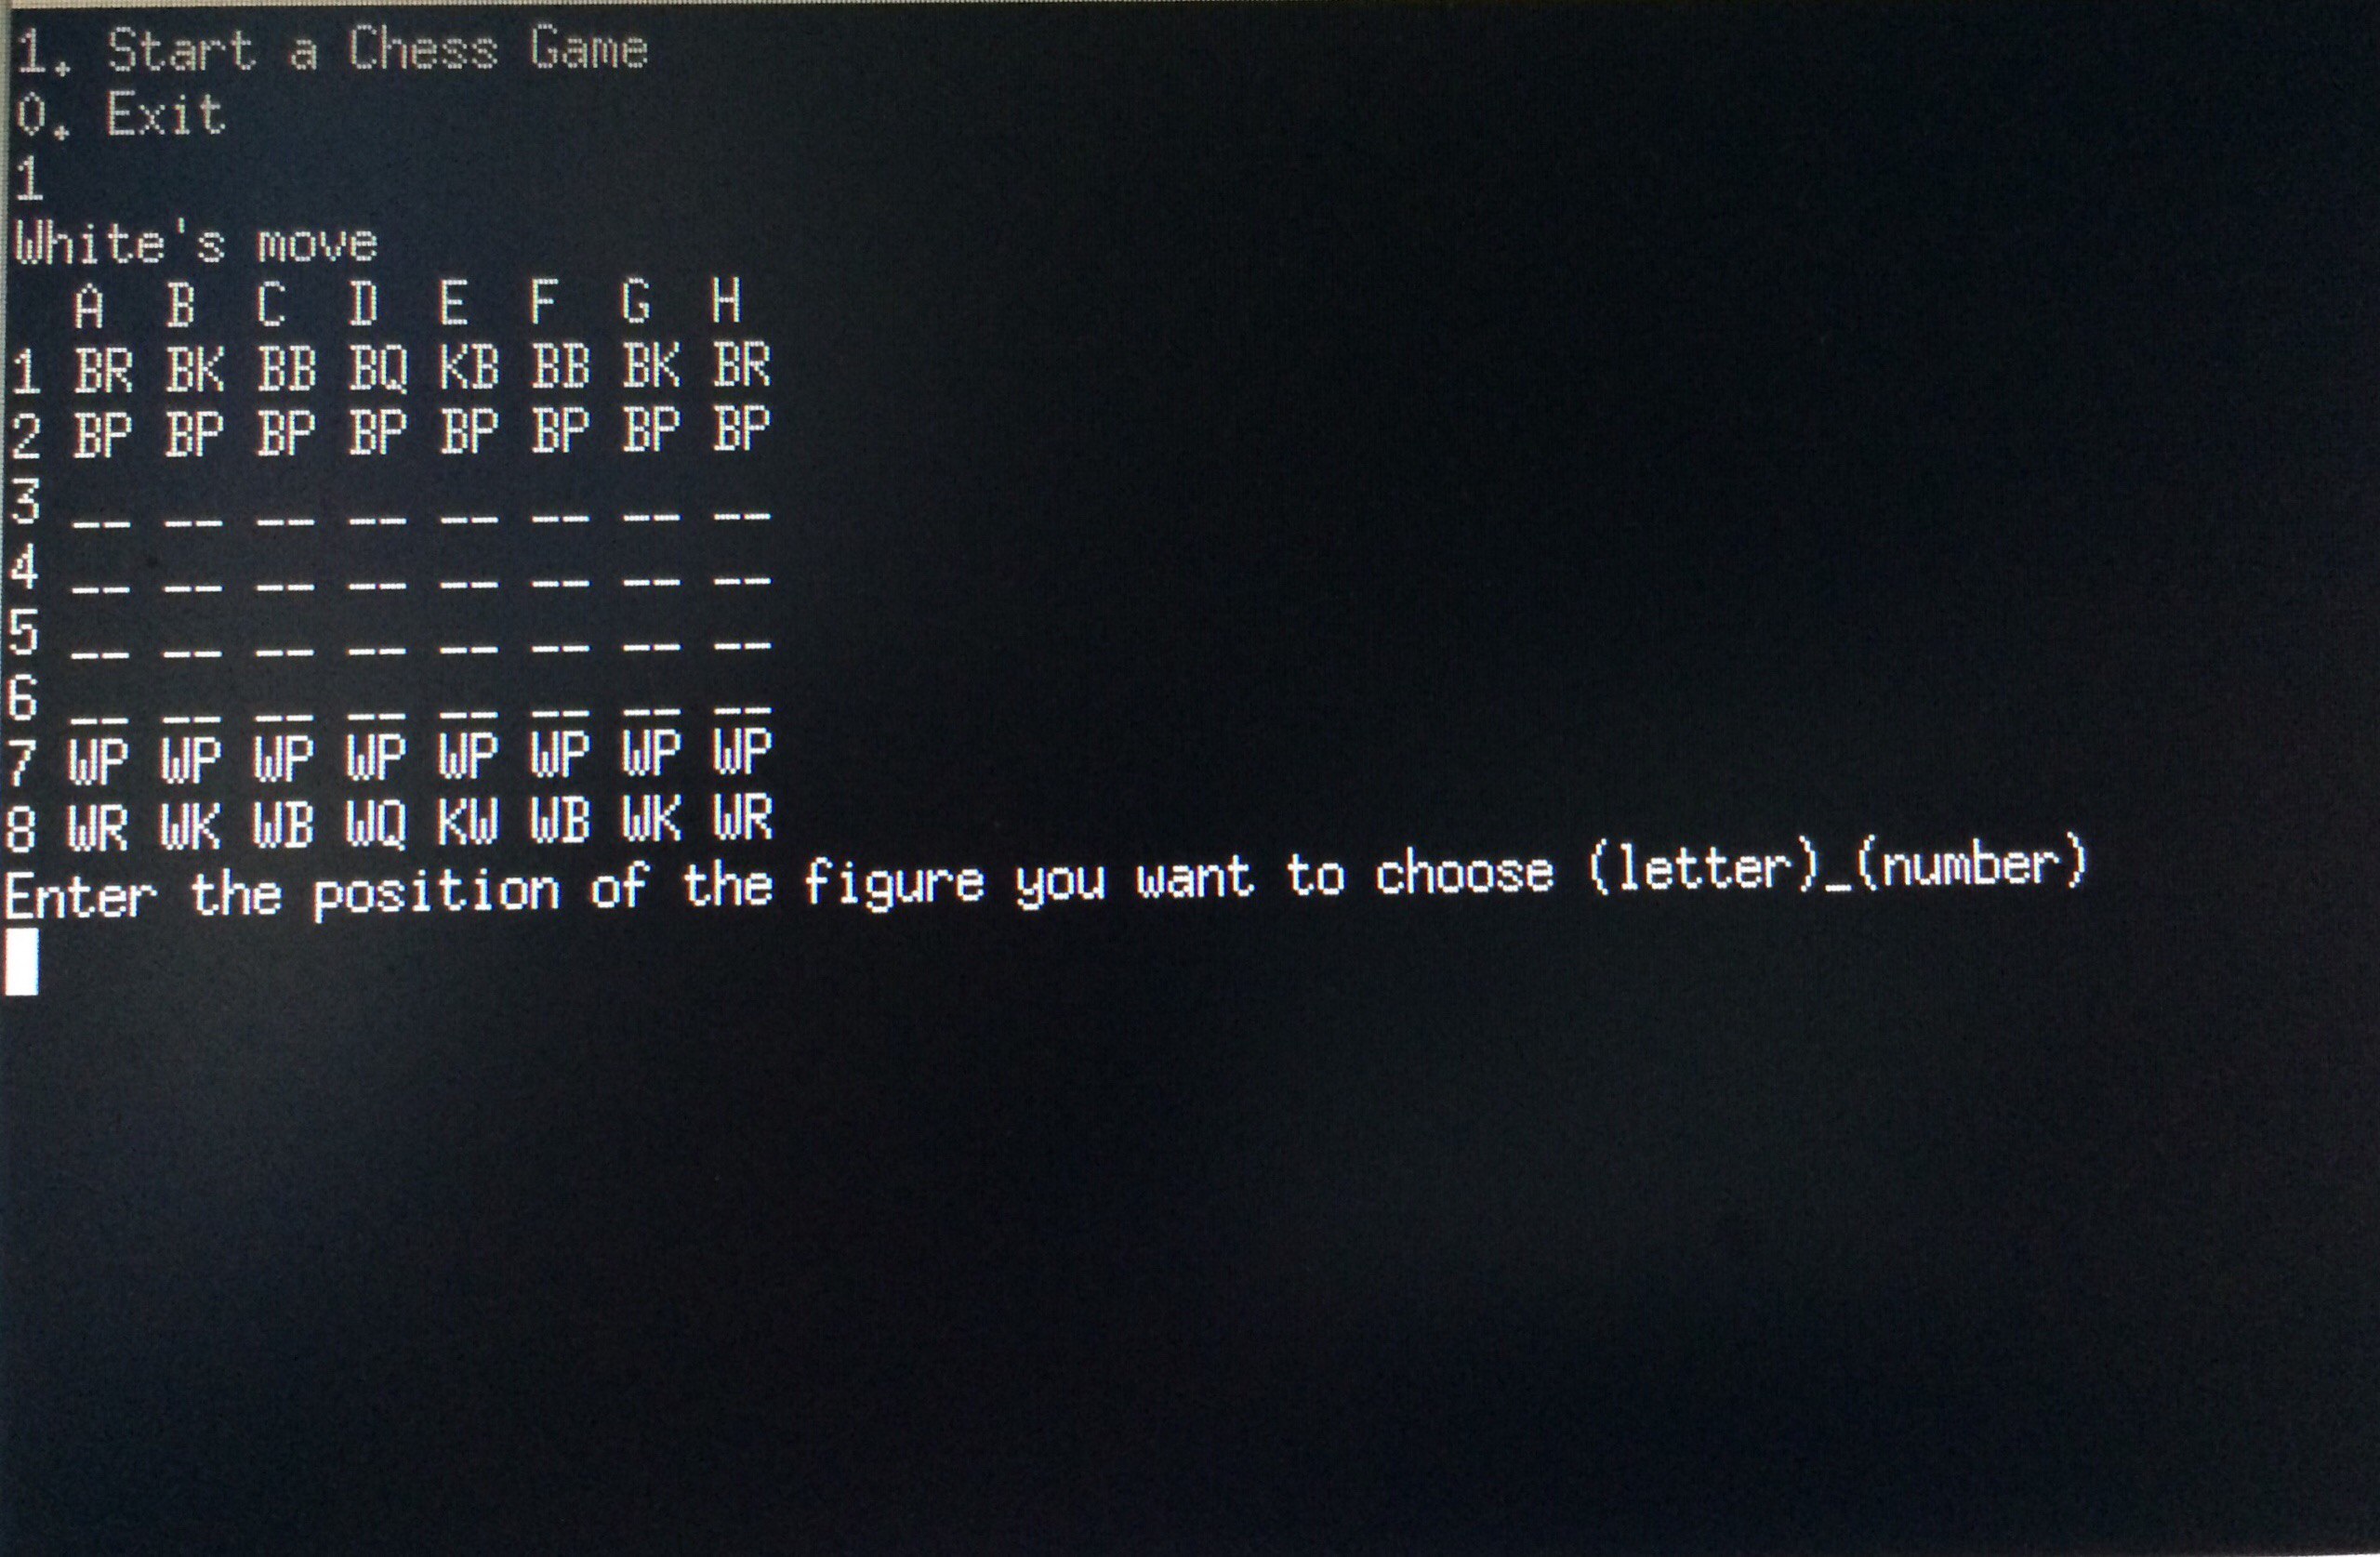 1. Start a Chess Game
0. Exit
1
White's move
A B C D E F G H
1 BR BK BB BQ KB BB BK BR
2 BP BP BP BP BP BP BP BP
3 __ __ __ __ __ __ __ __
4 __ __ __ __ __ __ __ __
5 __ __ __ __ __ __ __ __
6 __ __ __ __ __ __ __ __
7 WP WP WP WP WP WP WP WP
8 WR WK WB WQ KW WB WK WR
Enter the position of the figure you want to choose (letter)_(number)